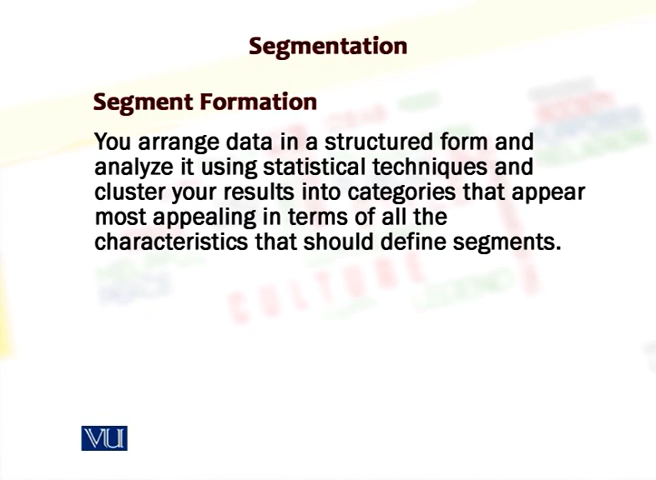 Segmentation
Segment Formation
You arrange data in a structured form and
analyze it using statistical techniques and
cluster your results into categories that appear
most appealing in terms of all the
characteristics that should define segments.
CULTURE
VU